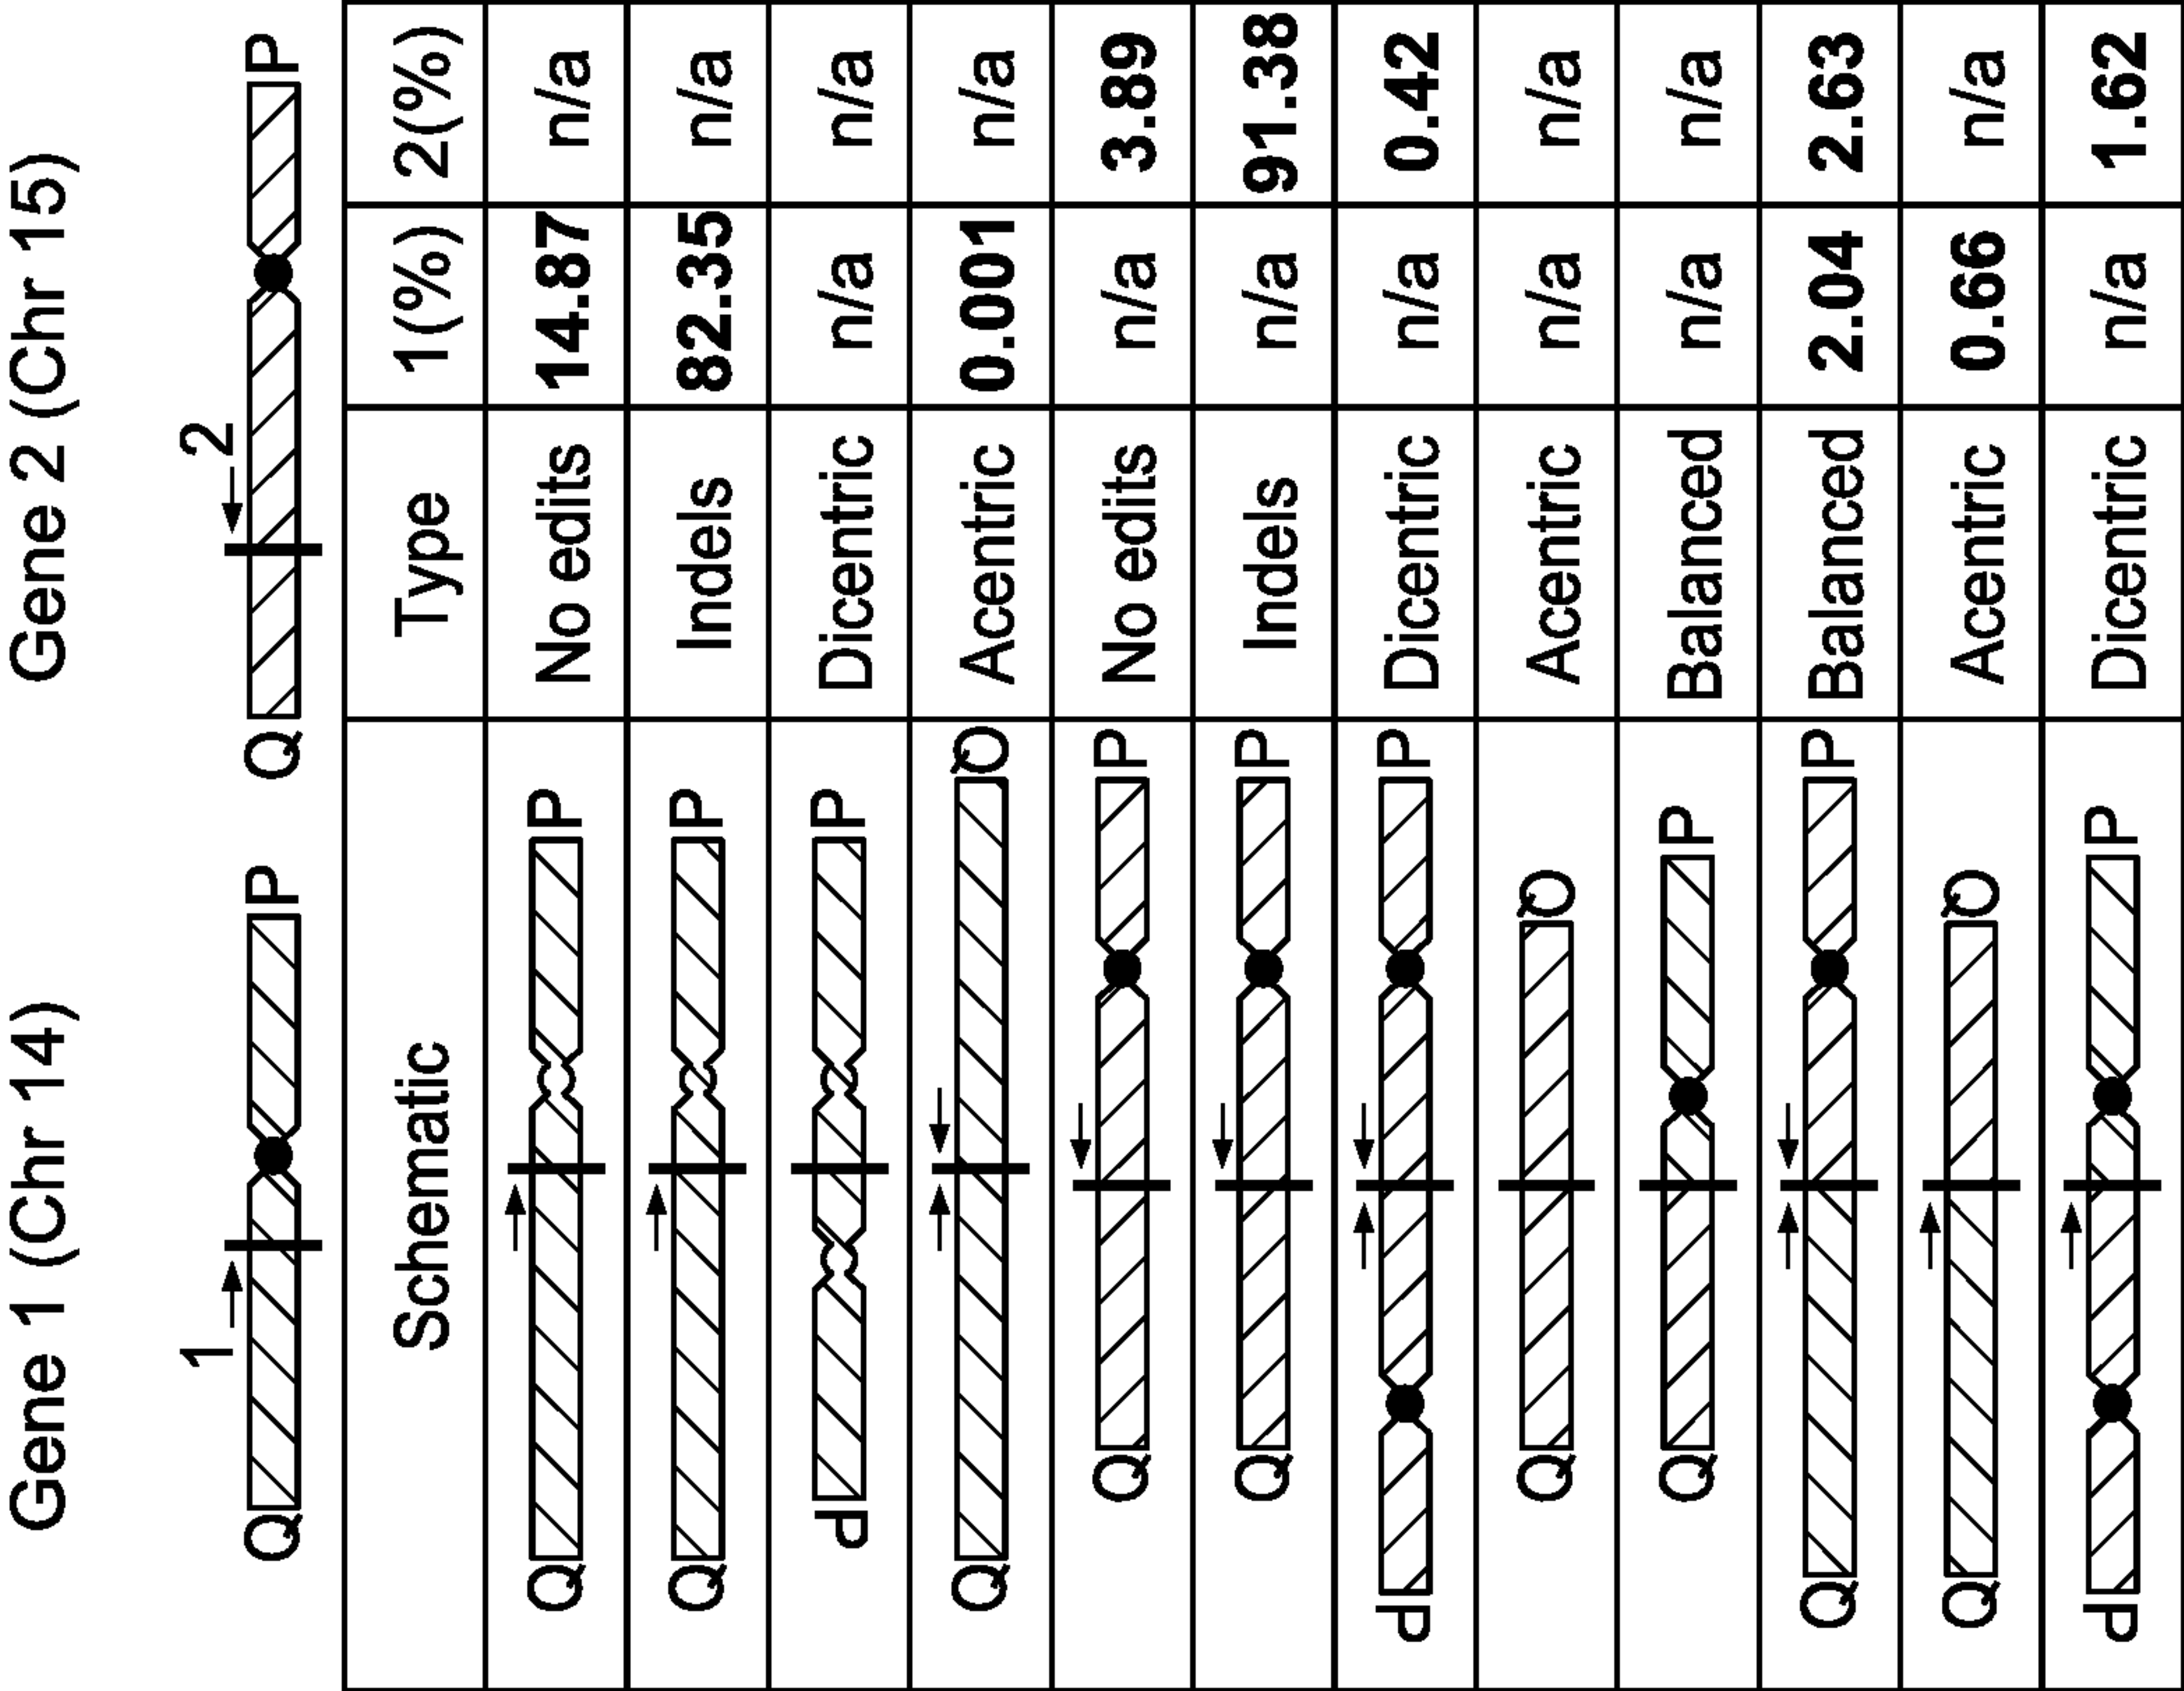 Gene 1 (Chr 14) Gene 2 (Chr 15)
1 2
Q P Q P
Schematic Type 1(%) 2(%)
Q P No edits 14.87 n/a
Q P Indels 82.35 n/a
P P Dicentric n/a n/a
Q Q Acentric 0.001 n/a
Q P No edits n/a 3.89
Q P Indels n/a 91.38
P P Dicentric n/a 0.42
Q Q Acentric n/a n/a
Q P Balanced n/a n/a
Q P Balanced 2.04 2.63
Q Q Acentric 0.66 n/a
P P Dicentric n/a 1.62